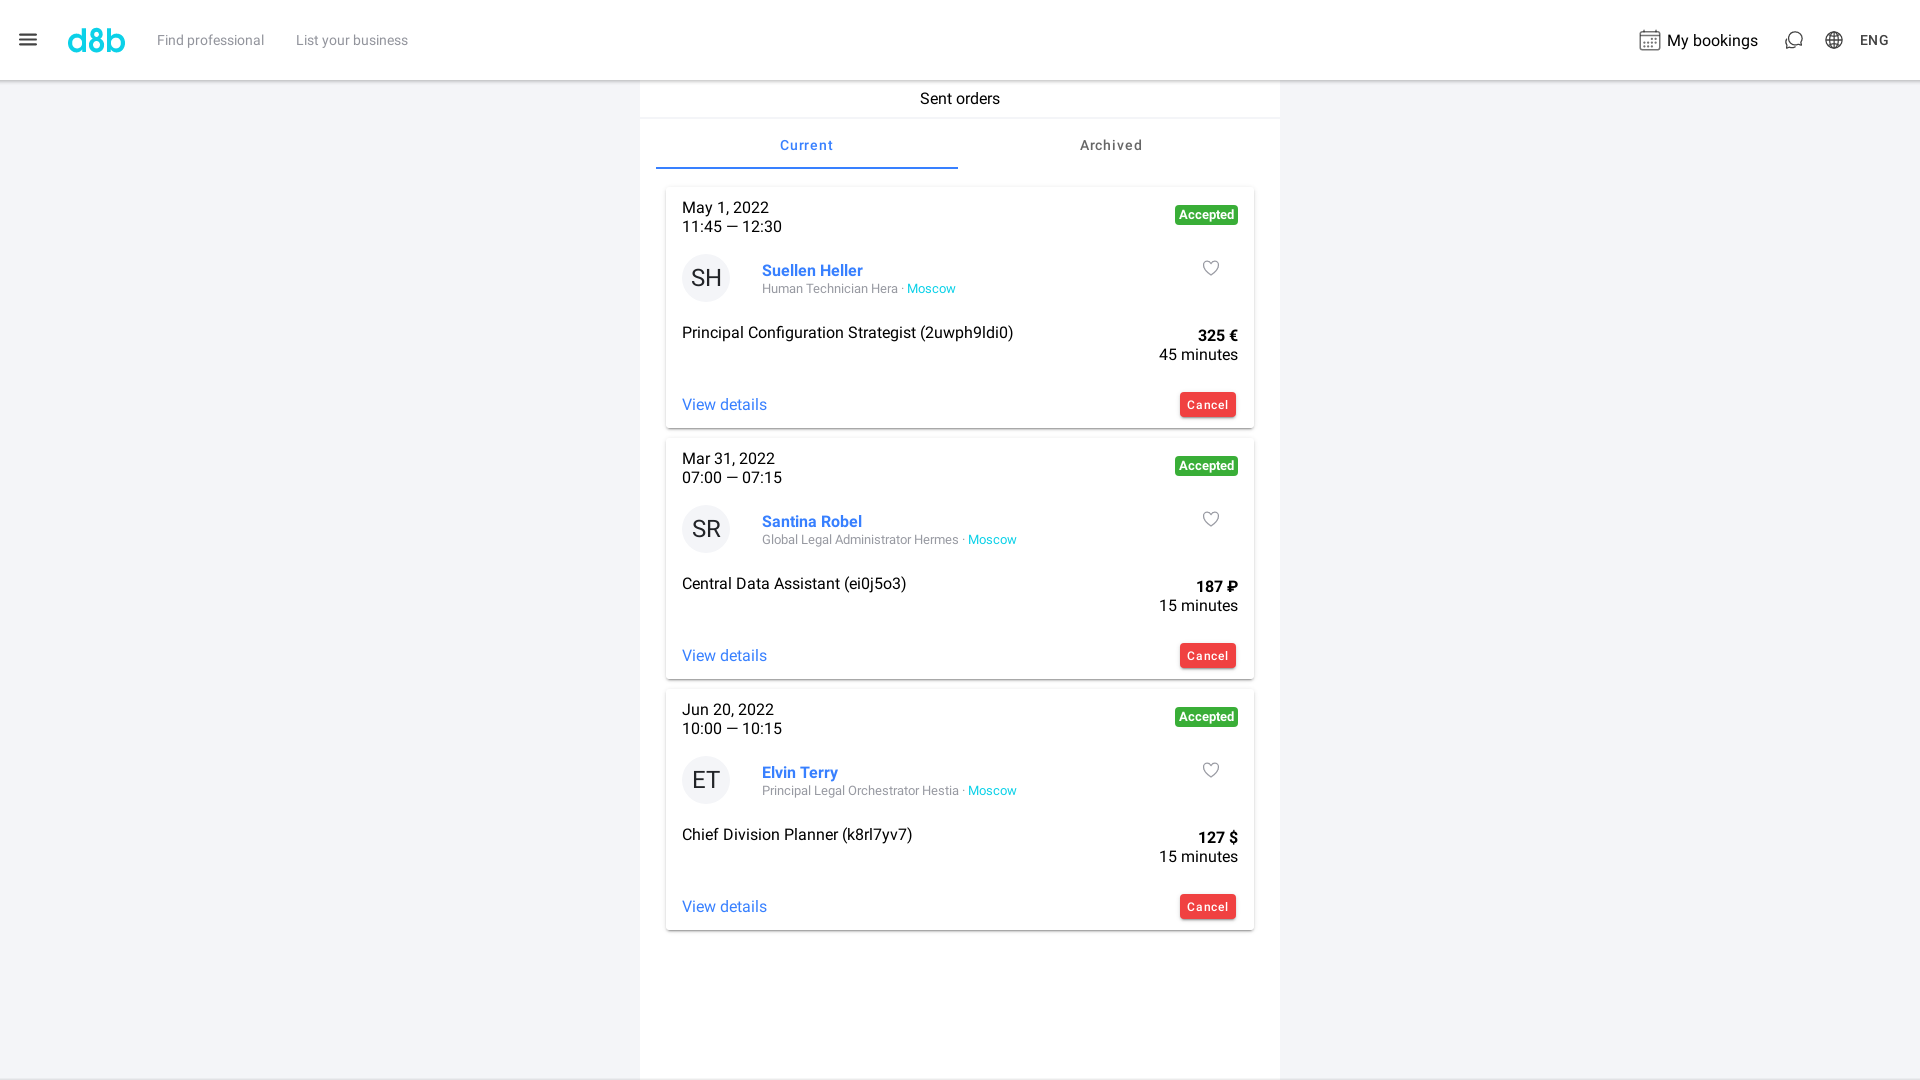 d8b
Find professional
List your business
My bookings
ENG
Sent orders
Current
Archived
May 1, 2022
11:45 — 12:30
Accepted
SH
Suellen Heller
Human Technician Hera · Moscow
Principal Configuration Strategist (2uwph9ldi0)
325 €
45 minutes
View details
Cancel
Mar 31, 2022
07:00 — 07:15
Accepted
SR
Santina Robel
Global Legal Administrator Hermes · Moscow
Central Data Assistant (ei0j5o3)
187 ₽
15 minutes
View details
Cancel
Jun 20, 2022
10:00 — 10:15
Accepted
ET
Elvin Terry
Principal Legal Orchestrator Hestia · Moscow
Chief Division Planner (k8rl7yv7)
127 $
15 minutes
View details
Cancel